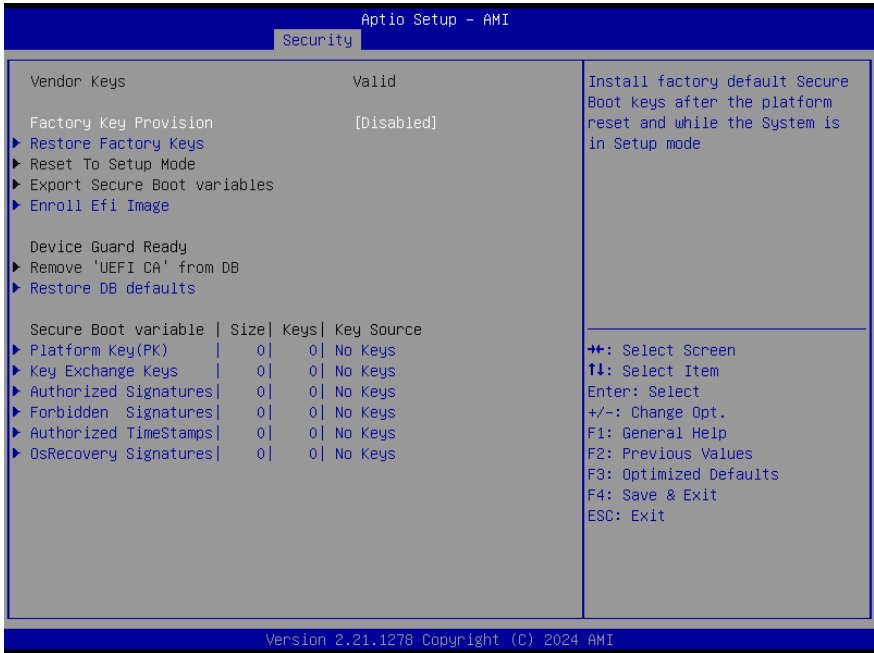 Aptio Setup – AMI
Security
Vendor Keys Valid
Factory Key Provision [Disabled]
Restore Factory Keys
Reset To Setup Mode
Export Secure Boot variables
Enroll Efi Image
Device Guard Ready
Remove 'UEFI CA' from DB
Restore DB defaults
Secure Boot variable | Size| Keys| Key Source
Platform Key(PK) | 0| 0| No Keys
Key Exchange Keys | 0| 0| No Keys
Authorized Signatures| 0| 0| No Keys
Forbidden Signatures| 0| 0| No Keys
Authorized TimeStamps| 0| 0| No Keys
OsRecovery Signatures| 0| 0| No Keys
Install factory default Secure
Boot keys after the platform
reset and while the System is
in Setup mode
→←: Select Screen
↑↓: Select Item
Enter: Select
+/-: Change Opt.
F1: General Help
F2: Previous Values
F3: Optimized Defaults
F4: Save & Exit
ESC: Exit
Version 2.21.1278 Copyright (C) 2024 AMI